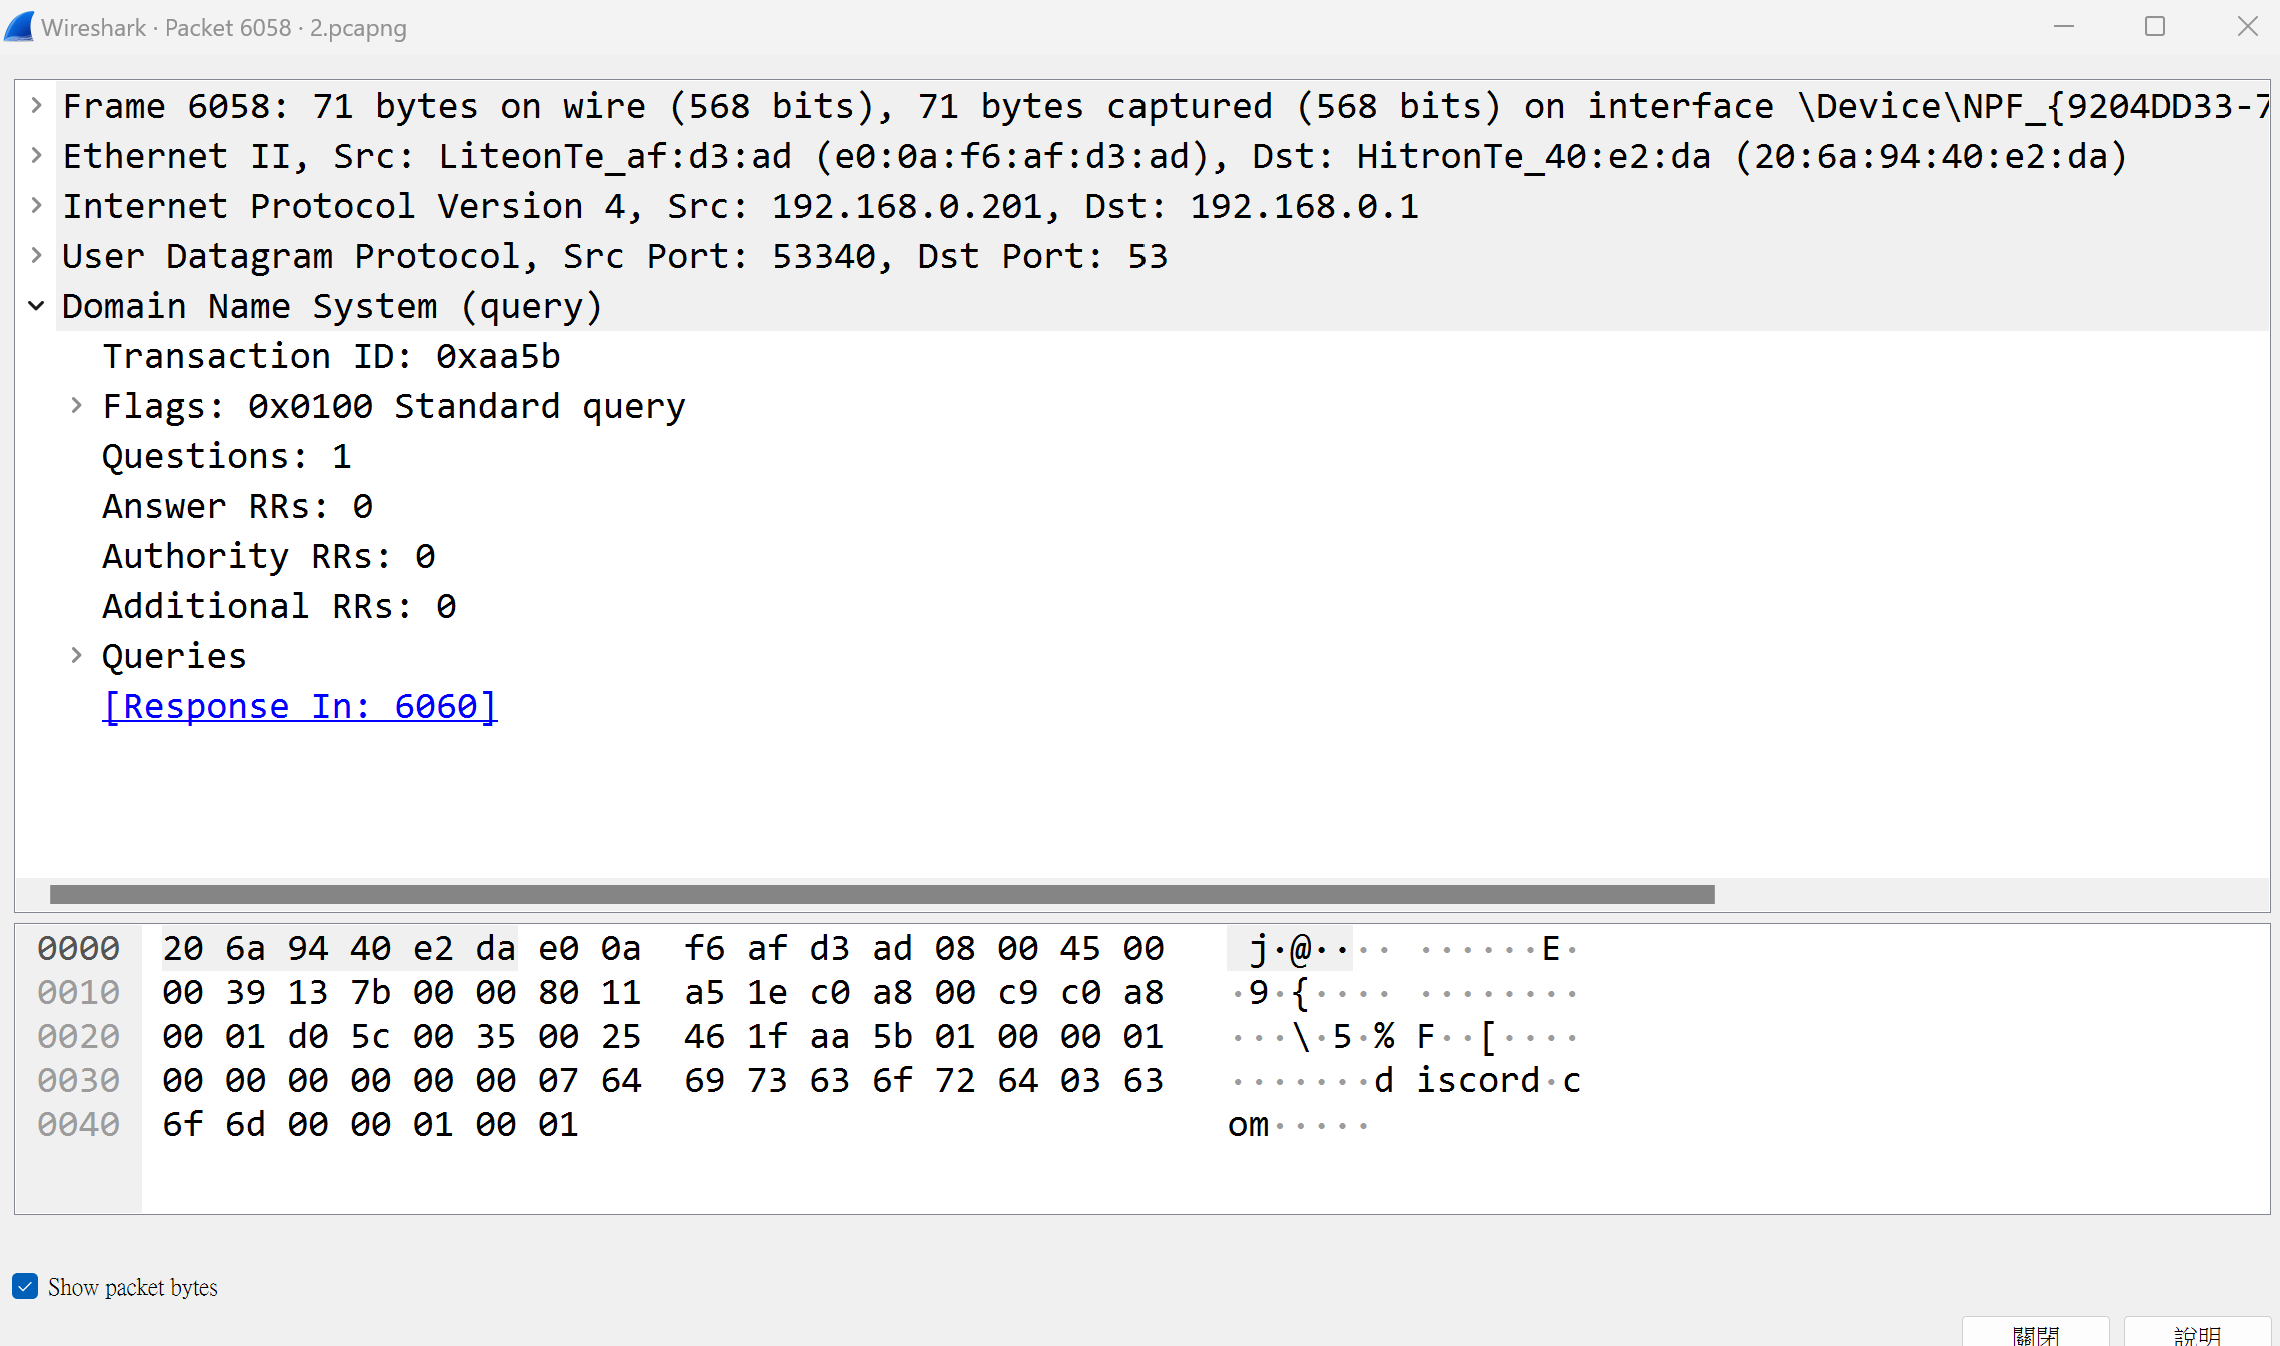 Wireshark · Packet 6058 · 2.pcapng
Frame 6058: 71 bytes on wire (568 bits), 71 bytes captured (568 bits) on interface \Device\NPF_{9204DD33-7
Ethernet II, Src: LiteonTe_af:d3:ad (e0:0a:f6:af:d3:ad), Dst: HitronTe_40:e2:da (20:6a:94:40:e2:da)
Internet Protocol Version 4, Src: 192.168.0.201, Dst: 192.168.0.1
User Datagram Protocol, Src Port: 53340, Dst Port: 53
Domain Name System (query)
Transaction ID: 0xaa5b
Flags: 0x0100 Standard query
Questions: 1
Answer RRs: 0
Authority RRs: 0
Additional RRs: 0
Queries
[Response In: 6060]
0000 20 6a 94 40 e2 da e0 0a f6 af d3 ad 08 00 45 00 j·@···· ······E·
0010 00 39 13 7b 00 00 80 11 a5 1e c0 a8 00 c9 c0 a8 ·9·{···· ········
0020 00 01 d0 5c 00 35 00 25 46 1f aa 5b 01 00 00 01 ···\·5·% F··[····
0030 00 00 00 00 00 00 07 64 69 73 63 6f 72 64 03 63 ·······d iscord·c
0040 6f 6d 00 00 01 00 01 om·····
Show packet bytes
關閉 說明